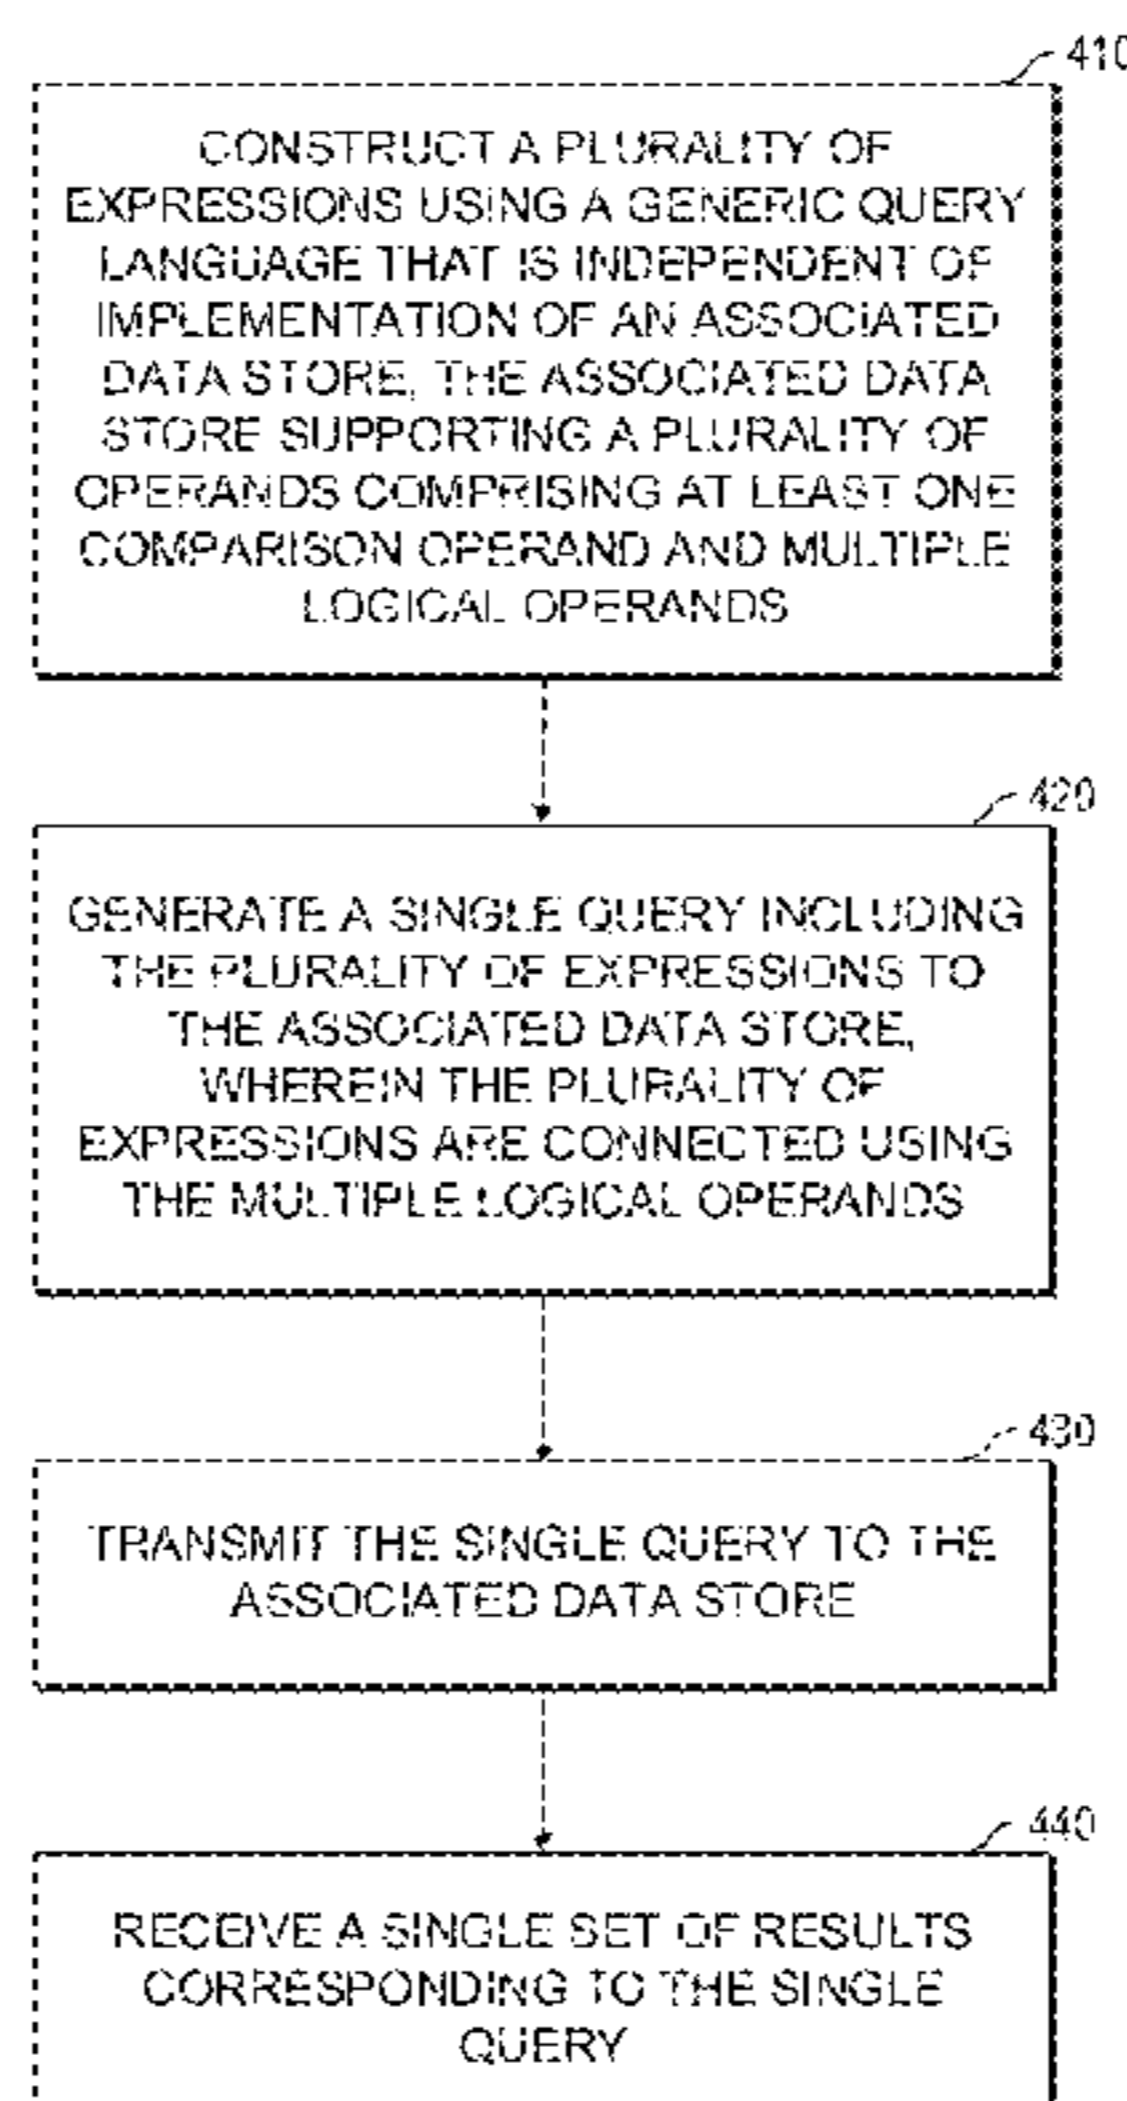 410
CONSTRUCT A PLURALITY OF
EXPRESSIONS USING A GENERIC QUERY
LANGUAGE THAT IS INDEPENDENT OF
IMPLEMENTATION OF AN ASSOCIATED
DATA STORE, THE ASSOCIATED DATA
STORE SUPPORTING A PLURALITY OF
OPERANDS COMPRISING AT LEAST ONE
COMPARISON OPERAND AND MULTIPLE
LOGICAL OPERANDS
420
GENERATE A SINGLE QUERY INCLUDING
THE PLURALITY OF EXPRESSIONS TO
THE ASSOCIATED DATA STORE,
WHEREIN THE PLURALITY OF
EXPRESSIONS ARE CONNECTED USING
THE MULTIPLE LOGICAL OPERANDS
430
TRANSMIT THE SINGLE QUERY TO THE
ASSOCIATED DATA STORE
440
RECEIVE A SINGLE SET OF RESULTS
CORRESPONDING TO THE SINGLE
QUERY